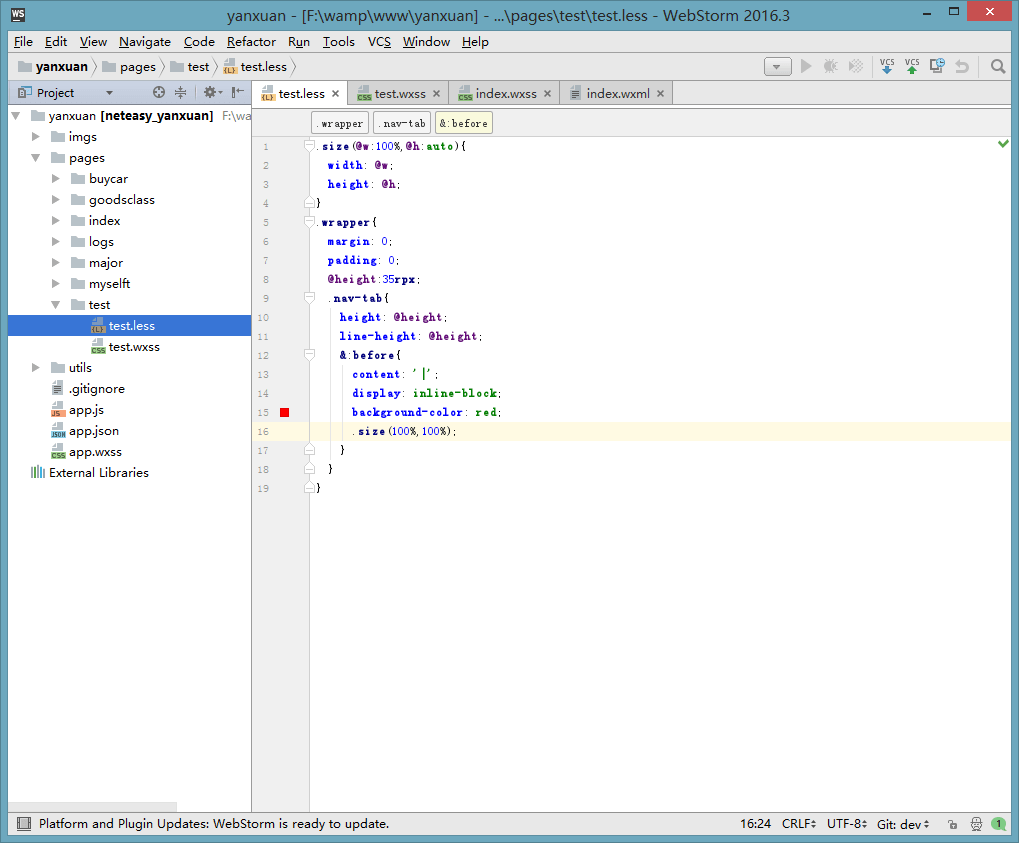 WS yanxuan - [F:\wamp\www\yanxuan] - ...\pages\test\test.less - WebStorm 2016.3
File Edit View Navigate Code Refactor Run Tools VCS Window Help
yanxuan pages test test.less VCS VCS
Project test.less test.wxss index.wxss index.wxml
.wrapper .nav-tab &:before
yanxuan [neteasy_yanxuan] F:\wa
imgs
pages
buycar
goodsclass
index
logs
major
myselft
test
test.less
test.wxss
utils
.gitignore
app.js
app.json
app.wxss
External Libraries
1 .size(@w:100%,@h:auto){
2 width: @w;
3 height: @h;
4 }
5 .wrapper{
6 margin: 0;
7 padding: 0;
8 @height:35rpx;
9 .nav-tab{
10 height: @height;
11 line-height: @height;
12 &:before{
13 content: '|';
14 display: inline-block;
15 background-color: red;
16 .size(100%,100%);
17 }
18 }
19 }
Platform and Plugin Updates: WebStorm is ready to update. 16:24 CRLF UTF-8 Git: dev 1